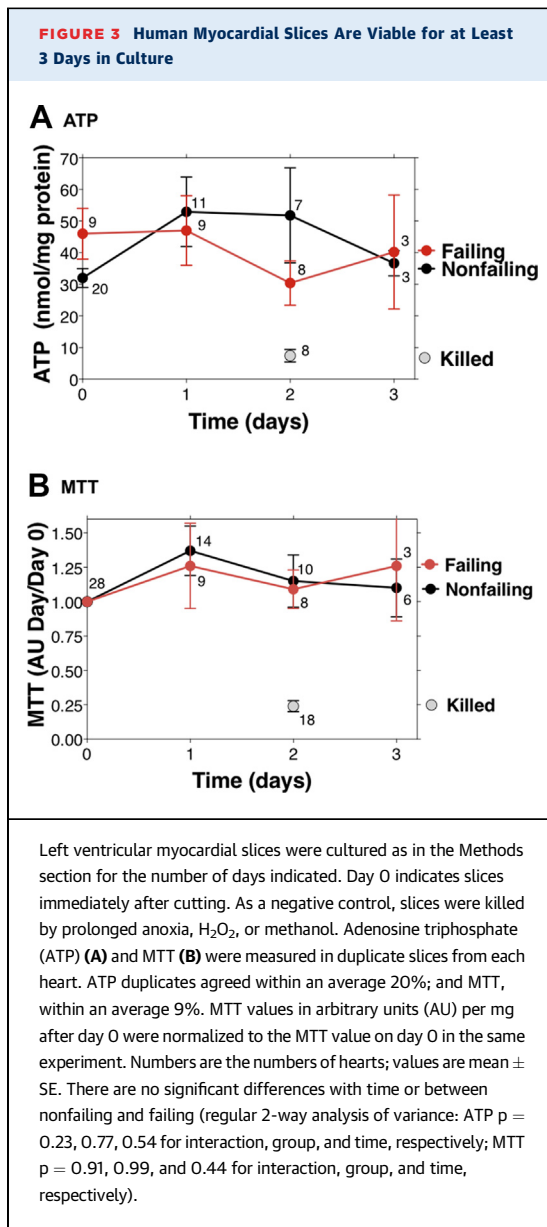 FIGURE 3 Human Myocardial Slices Are Viable for at Least
3 Days in Culture
A ATP
70
60
50
40
30
20
10
0
ATP (nmol/mg protein)
9
20
11
9
7
8
8
3
3
Failing
Nonfailing
Killed
0 1 2 3
Time (days)
B MTT
1.50
1.25
1.00
0.75
0.50
0.25
0.00
MTT (AU Day/Day 0)
28
14
9
10
8
18
3
6
Failing
Nonfailing
Killed
0 1 2 3
Time (days)
Left ventricular myocardial slices were cultured as in the Methods
section for the number of days indicated. Day 0 indicates slices
immediately after cutting. As a negative control, slices were killed
by prolonged anoxia, H₂O₂, or methanol. Adenosine triphosphate
(ATP) (A) and MTT (B) were measured in duplicate slices from each
heart. ATP duplicates agreed within an average 20%; and MTT,
within an average 9%. MTT values in arbitrary units (AU) per mg
after day 0 were normalized to the MTT value on day 0 in the same
experiment. Numbers are the numbers of hearts; values are mean ±
SE. There are no significant differences with time or between
nonfailing and failing (regular 2-way analysis of variance: ATP p =
0.23, 0.77, 0.54 for interaction, group, and time, respectively; MTT
p = 0.91, 0.99, and 0.44 for interaction, group, and time,
respectively).